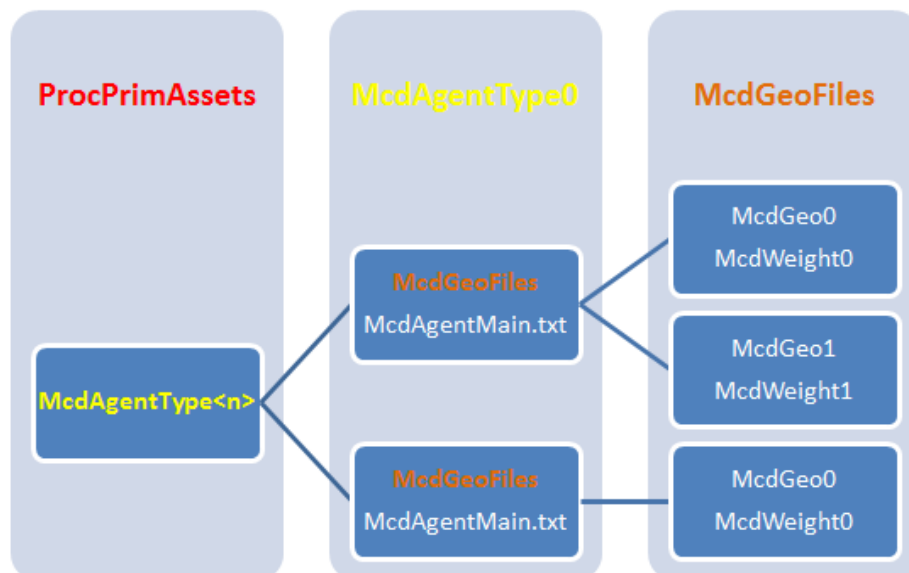 ProcPrimAssets
McdAgentType0
McdGeoFiles
McdAgentType<n>
McdGeoFiles
McdAgentMain.txt
McdGeoFiles
McdAgentMain.txt
McdGeo0
McdWeight0
McdGeo1
McdWeight1
McdGeo0
McdWeight0